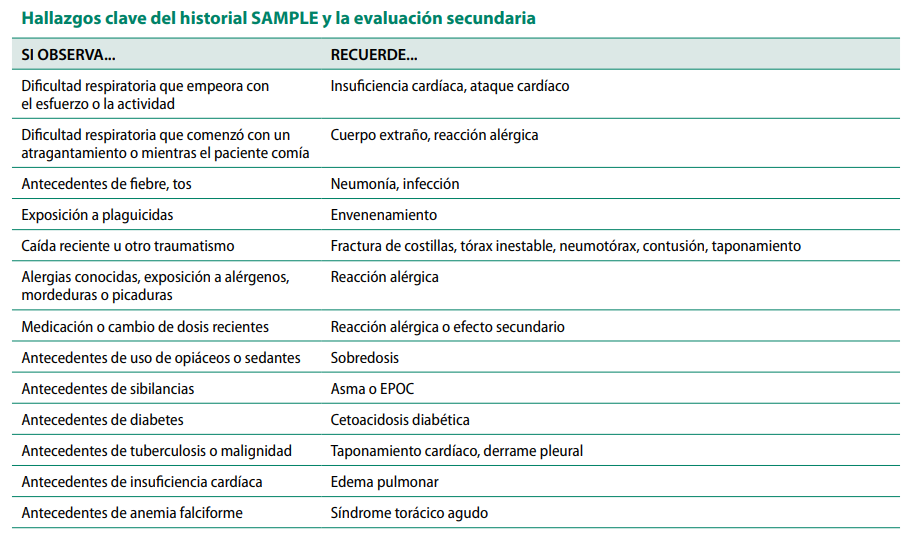 Hallazgos clave del historial SAMPLE y la evaluación secundaria
SI OBSERVA... RECUERDE...
Dificultad respiratoria que empeora con Insuficiencia cardíaca, ataque cardíaco
el esfuerzo o la actividad
Dificultad respiratoria que comenzó con un Cuerpo extraño, reacción alérgica
atragantamiento o mientras el paciente comía
Antecedentes de fiebre, tos Neumonía, infección
Exposición a plaguicidas Envenenamiento
Caída reciente u otro traumatismo Fractura de costillas, tórax inestable, neumotórax, contusión, taponamiento
Alergias conocidas, exposición a alérgenos, Reacción alérgica
mordeduras o picaduras
Medicación o cambio de dosis recientes Reacción alérgica o efecto secundario
Antecedentes de uso de opiáceos o sedantes Sobredosis
Antecedentes de sibilancias Asma o EPOC
Antecedentes de diabetes Cetoacidosis diabética
Antecedentes de tuberculosis o malignidad Taponamiento cardíaco, derrame pleural
Antecedentes de insuficiencia cardíaca Edema pulmonar
Antecedentes de anemia falciforme Síndrome torácico agudo